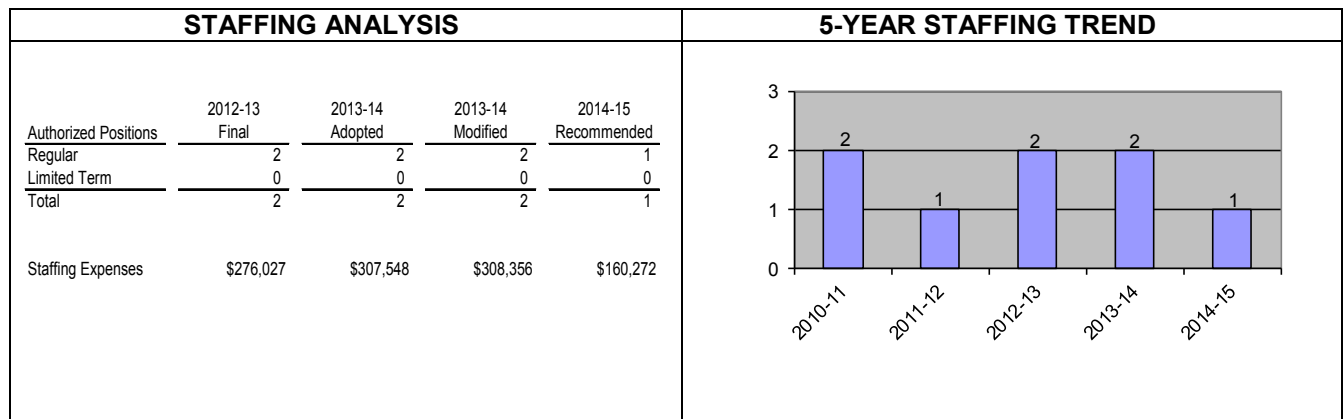 STAFFING ANALYSIS
2012-13 2013-14 2013-14 2014-15
Authorized Positions Final Adopted Modified Recommended
Regular 2 2 2 1
Limited Term 0 0 0 0
Total 2 2 2 1
Staffing Expenses $276,027 $307,548 $308,356 $160,272
5-YEAR STAFFING TREND
3
2
1
0
2
1
2
2
1
2010-11
2011-12
2012-13
2013-14
2014-15